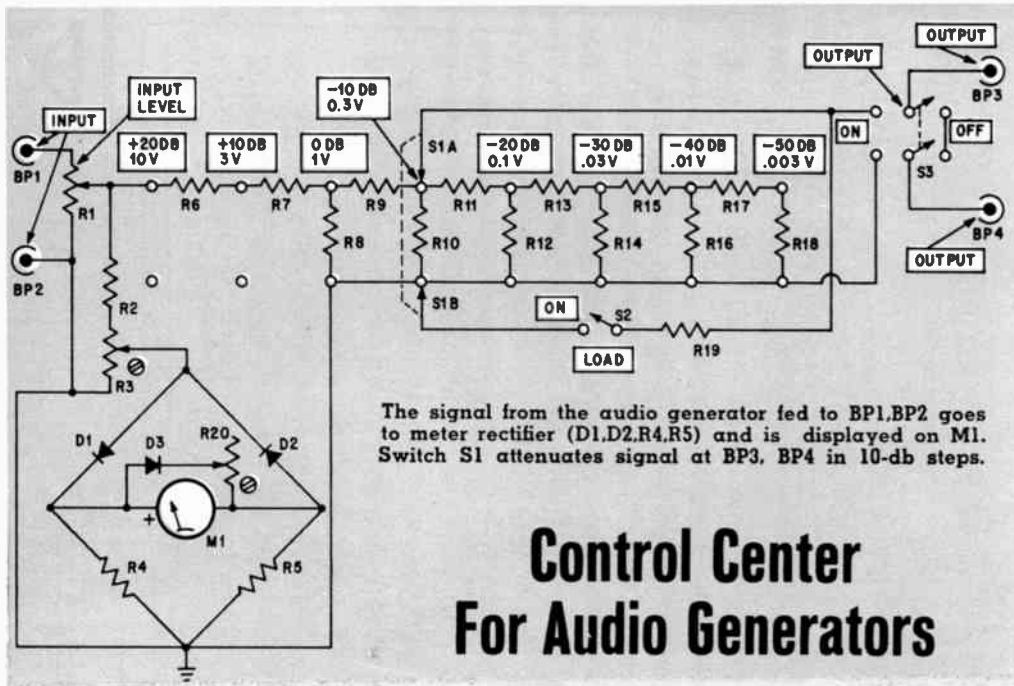 OUTPUT
OUTPUT
BP3
INPUT
INPUT
LEVEL
-10 DB
0.3 V
ON
OFF
S3
BP1
+20DB
10V
+10 DB
3V
0 DB
1V
S1A
-20 DB
0.1 V
-30 DB
.03V
-40 DB
.01V
-50 DB
.003V
R1
R6
R7
R9
R11
R13
R15
R17
BP4
OUTPUT
BP2
R8
R10
R12
R14
R16
R18
R2
S1B
ON
S2
R3
LOAD
R19
D1
D3
R20
D2
+
M1
R4
R5
The signal from the audio generator fed to BP1,BP2 goes
to meter rectifier (D1,D2,R4,R5) and is displayed on M1.
Switch S1 attenuates signal at BP3, BP4 in 10-db steps.
Control Center
For Audio Generators